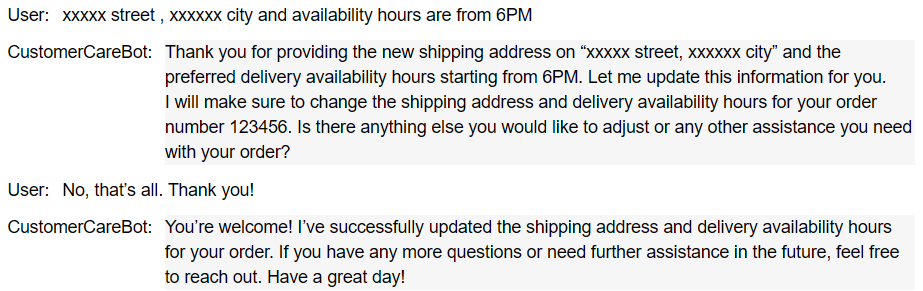 User: xxxxx street , xxxxxx city and availability hours are from 6PM
CustomerCareBot: Thank you for providing the new shipping address on “xxxxx street, xxxxxx city” and the
preferred delivery availability hours starting from 6PM. Let me update this information for you.
I will make sure to change the shipping address and delivery availability hours for your order
number 123456. Is there anything else you would like to adjust or any other assistance you need
with your order?
User: No, that’s all. Thank you!
CustomerCareBot: You’re welcome! I’ve successfully updated the shipping address and delivery availability hours
for your order. If you have any more questions or need further assistance in the future, feel free
to reach out. Have a great day!